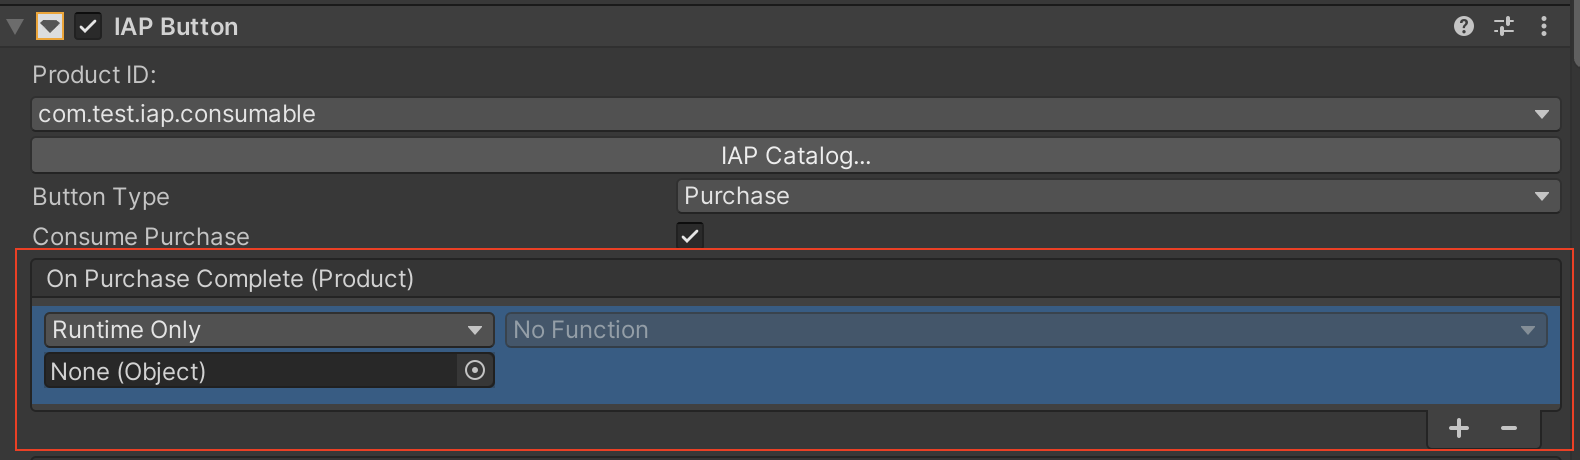 IAP Button
Product ID:
com.test.iap.consumable
IAP Catalog...
Button Type
Purchase
Consume Purchase
On Purchase Complete (Product)
Runtime Only
No Function
None (Object)